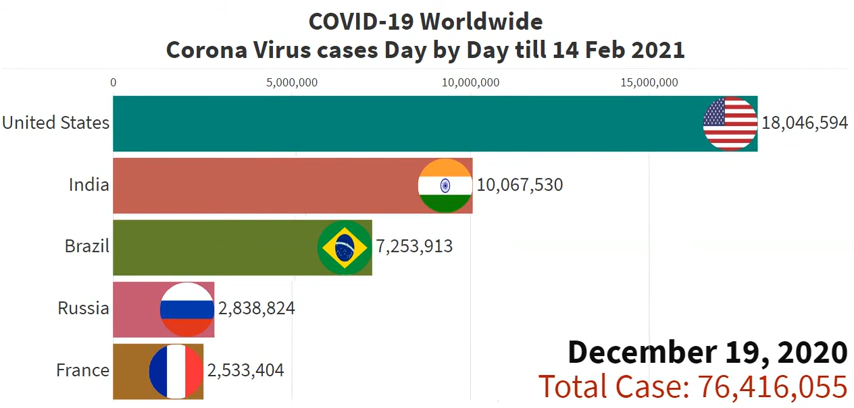 COVID-19 Worldwide
Corona Virus cases Day by Day till 14 Feb 2021
0 5,000,000 10,000,000 15,000,000
United States 18,046,594
India 10,067,530
Brazil 7,253,913
Russia 2,838,824
France 2,533,404
December 19, 2020
Total Case: 76,416,055